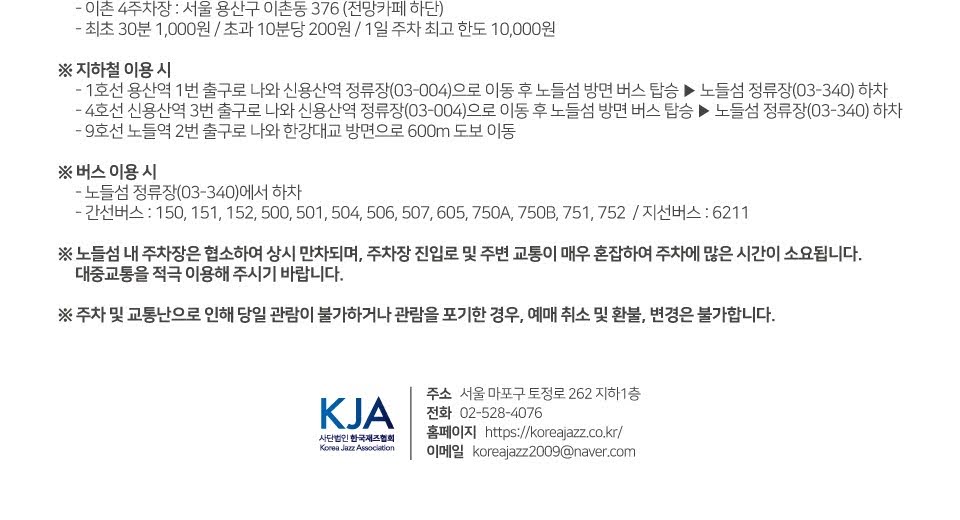 - 이촌 4주차장 : 서울 용산구 이촌동 376 (전망카페 하단)
- 최초 30분 1,000원 / 초과 10분당 200원 / 1일 주차 최고 한도 10,000원
※ 지하철 이용 시
- 1호선 용산역 1번 출구로 나와 신용산역 정류장(03-004)으로 이동 후 노들섬 방면 버스 탑승 ▶ 노들섬 정류장(03-340) 하차
- 4호선 신용산역 3번 출구로 나와 신용산역 정류장(03-004)으로 이동 후 노들섬 방면 버스 탑승 ▶ 노들섬 정류장(03-340) 하차
- 9호선 노들역 2번 출구로 나와 한강대교 방면으로 600m 도보 이동
※ 버스 이용 시
- 노들섬 정류장(03-340)에서 하차
- 간선버스 : 150, 151, 152, 500, 501, 504, 506, 507, 605, 750A, 750B, 751, 752 / 지선버스 : 6211
※ 노들섬 내 주차장은 협소하여 상시 만차되며, 주차장 진입로 및 주변 교통이 매우 혼잡하여 주차에 많은 시간이 소요됩니다.
대중교통을 적극 이용해 주시기 바랍니다.
※ 주차 및 교통난으로 인해 당일 관람이 불가하거나 관람을 포기한 경우, 예매 취소 및 환불, 변경은 불가합니다.
KJA
사단법인 한국재즈협회
Korea Jazz Association
주소 서울 마포구 토정로 262 지하1층
전화 02-528-4076
홈페이지 https://koreajazz.co.kr/
이메일 koreajazz2009@naver.com